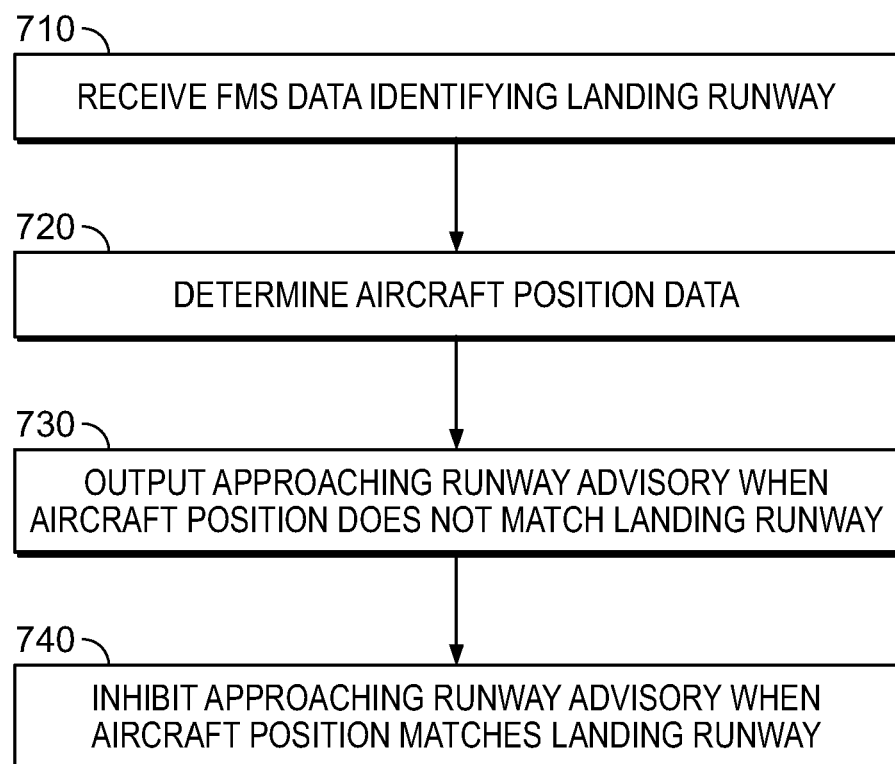 710
RECEIVE FMS DATA IDENTIFYING LANDING RUNWAY
720
DETERMINE AIRCRAFT POSITION DATA
730
OUTPUT APPROACHING RUNWAY ADVISORY WHEN
AIRCRAFT POSITION DOES NOT MATCH LANDING RUNWAY
740
INHIBIT APPROACHING RUNWAY ADVISORY WHEN
AIRCRAFT POSITION MATCHES LANDING RUNWAY